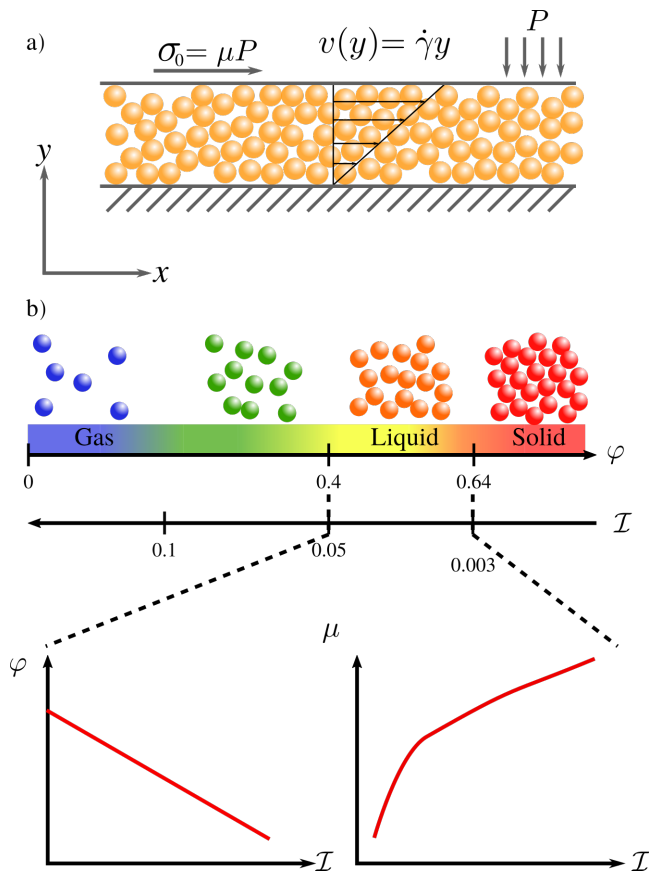 a)
σ₀= μP
v(y)= γ̇y
P
y
x
b)
Gas
Liquid
Solid
φ
0
0.4
0.64
ℐ
0.1
0.05
0.003
φ
μ
ℐ
ℐ